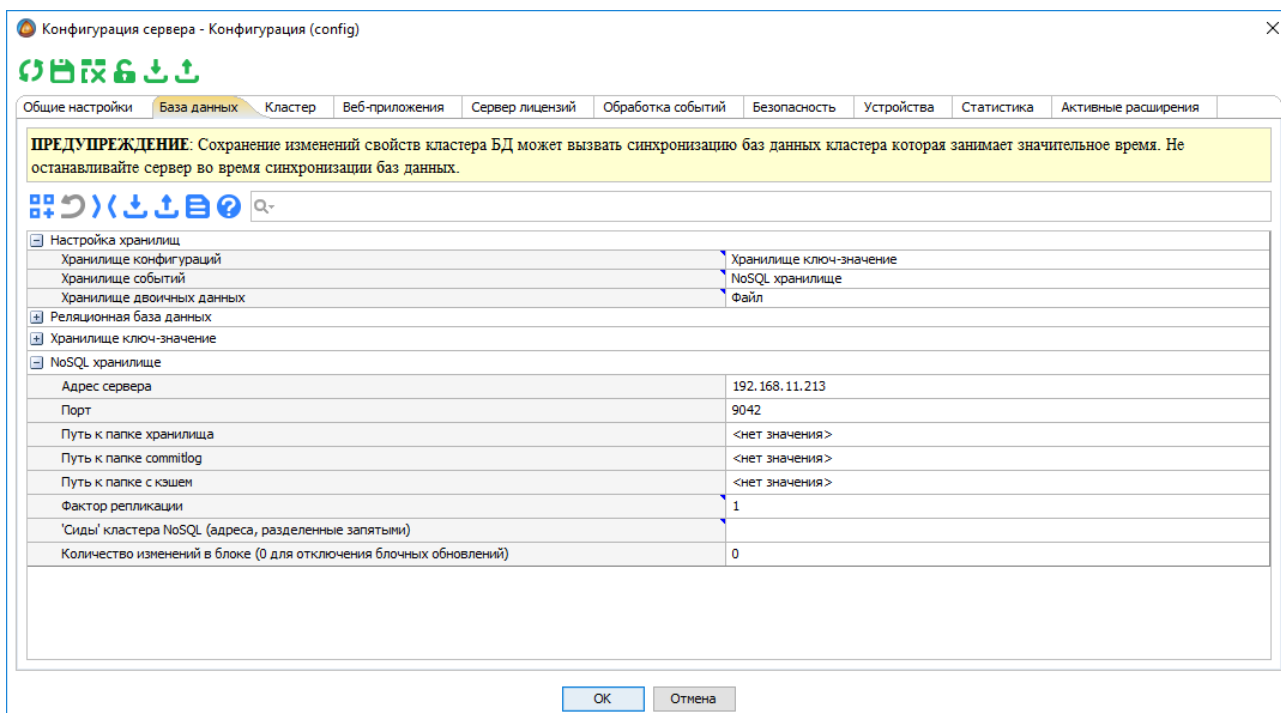 Конфигурация сервера - Конфигурация (config)
Общие настройки База данных Кластер Веб-приложения Сервер лицензий Обработка событий Безопасность Устройства Статистика Активные расширения
ПРЕДУПРЕЖДЕНИЕ: Сохранение изменений свойств кластера БД может вызвать синхронизацию баз данных кластера которая занимает значительное время. Не
останавливайте сервер во время синхронизации баз данных.
Настройка хранилищ
Хранилище конфигураций Хранилище ключ-значение
Хранилище событий NoSQL хранилище
Хранилище двоичных данных Файл
Реляционная база данных
Хранилище ключ-значение
NoSQL хранилище
Адрес сервера 192.168.11.213
Порт 9042
Путь к папке хранилища <нет значения>
Путь к папке commitlog <нет значения>
Путь к папке с кэшем <нет значения>
Фактор репликации 1
'Сиды' кластера NoSQL (адреса, разделенные запятыми)
Количество изменений в блоке (0 для отключения блочных обновлений) 0
OK Отмена